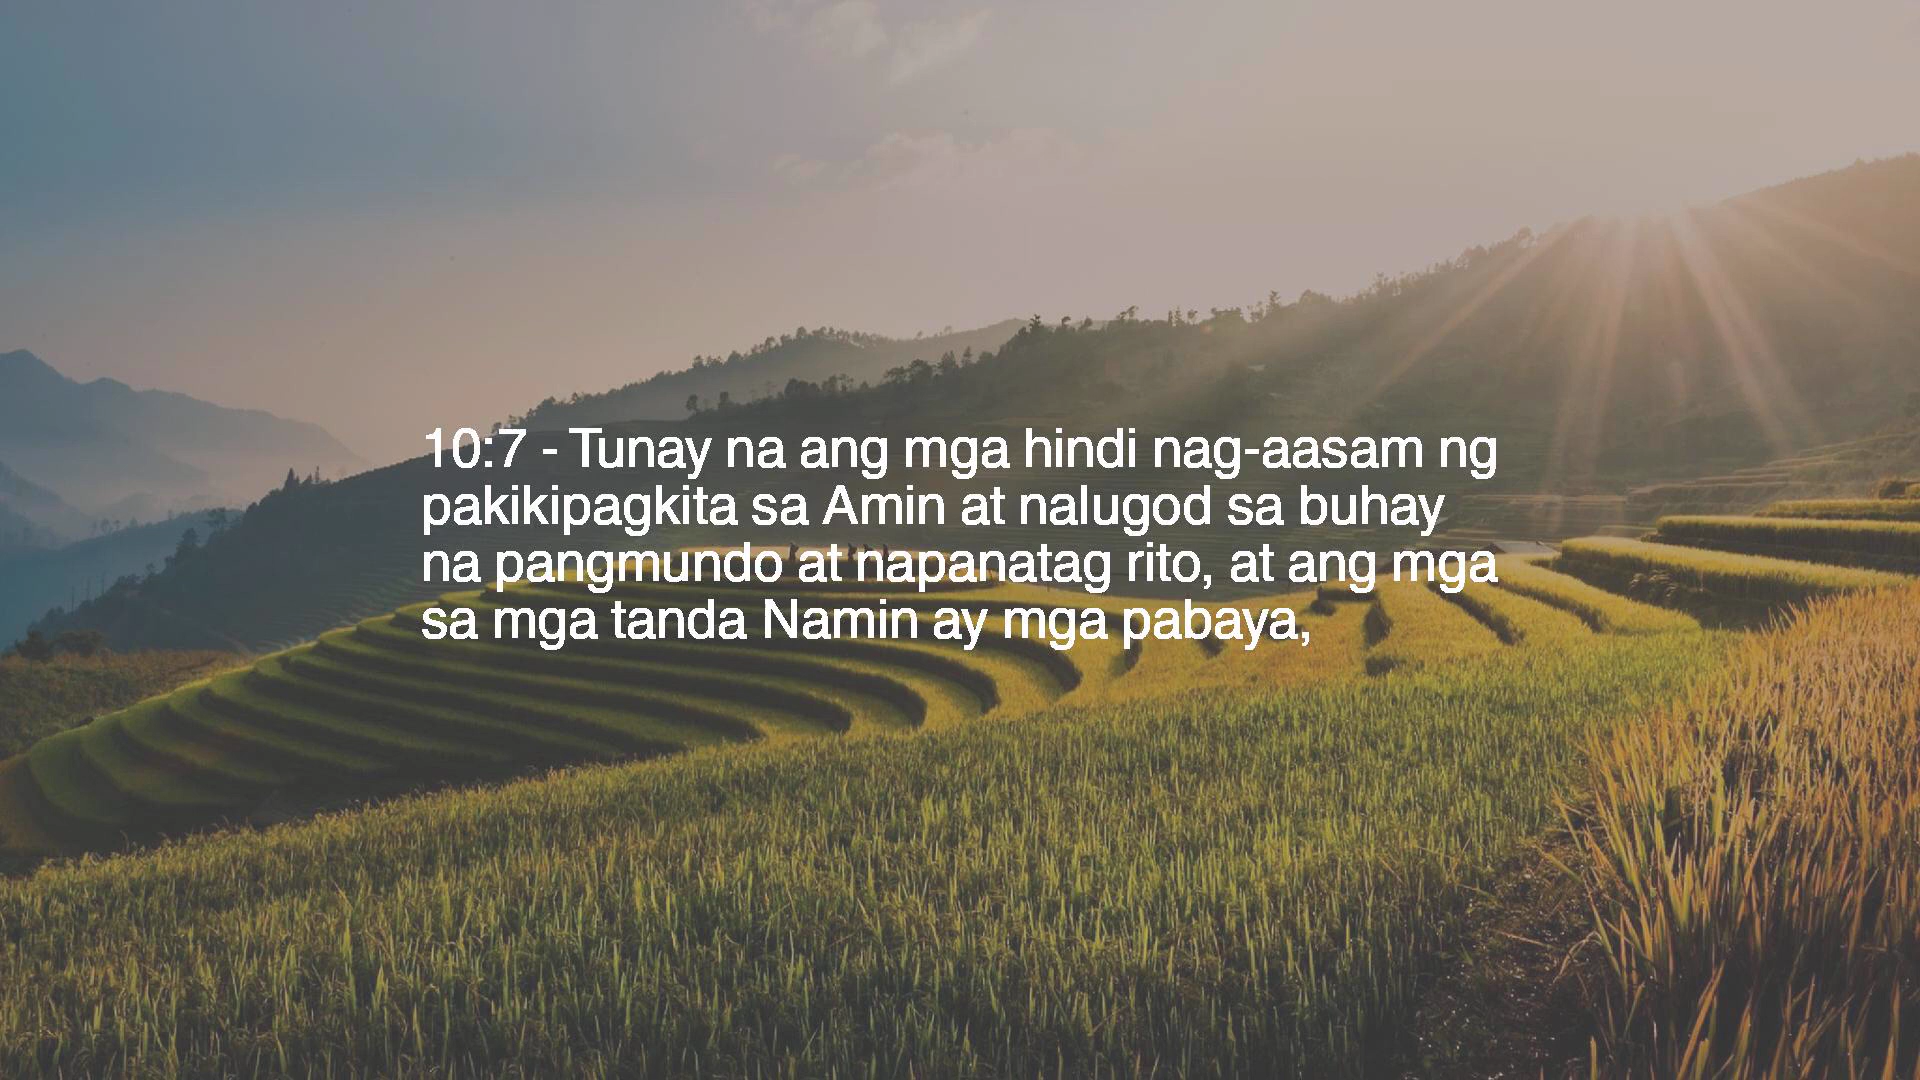 10:7 - Tunay na ang mga hindi nag-aasam ng
pakikipagkita sa Amin at nalugod sa buhay
na pangmundo at napanatag rito, at ang mga
sa mga tanda Namin ay mga pabaya,